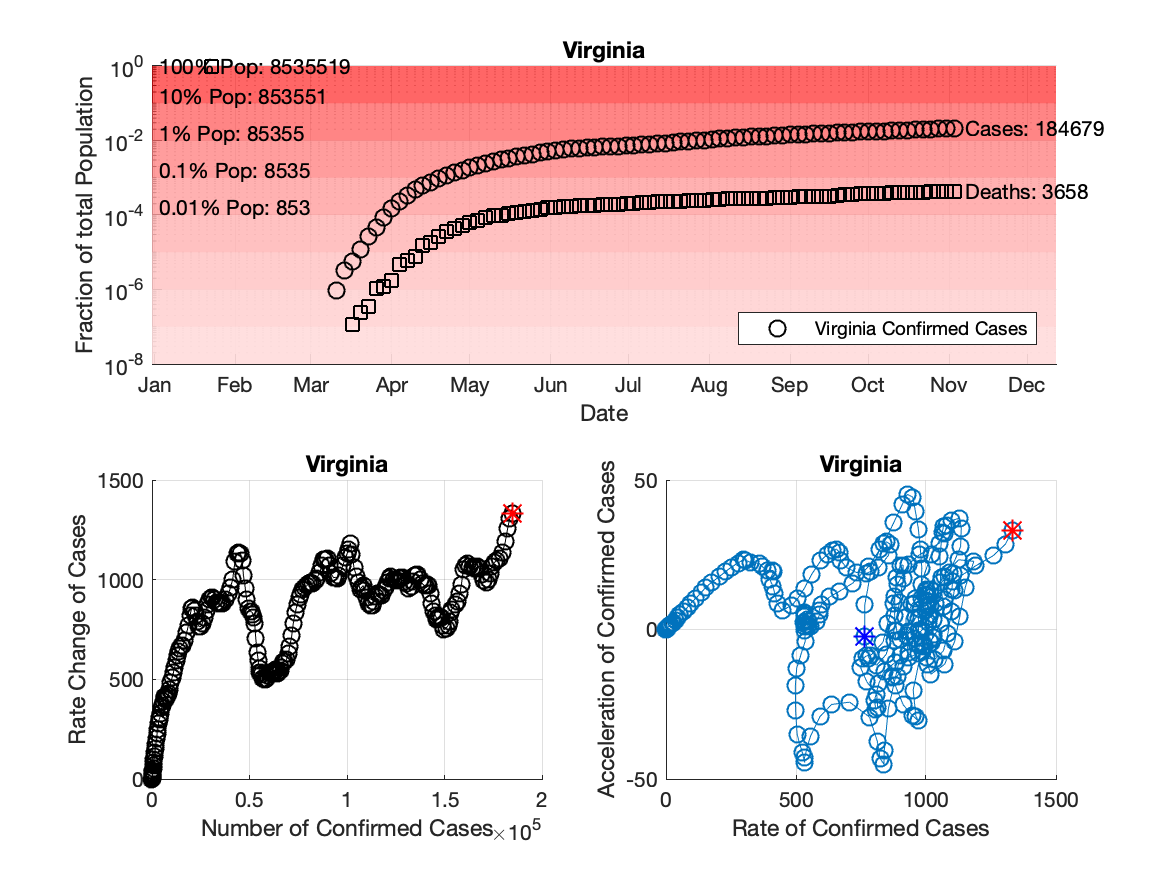 Virginia
10^0
10^-2
10^-4
10^-6
10^-8
Fraction of total Population
100% Pop: 8535519
10% Pop: 853551
1% Pop: 85355
0.1% Pop: 8535
0.01% Pop: 853
Cases: 184679
Deaths: 3658
Virginia Confirmed Cases
Jan Feb Mar Apr May Jun Jul Aug Sep Oct Nov Dec
Date
Virginia
1500
1000
500
0
Rate Change of Cases
0 0.5 1 1.5 2
Number of Confirmed Cases ×10^5
Virginia
50
0
-50
Acceleration of Confirmed Cases
0 500 1000 1500
Rate of Confirmed Cases